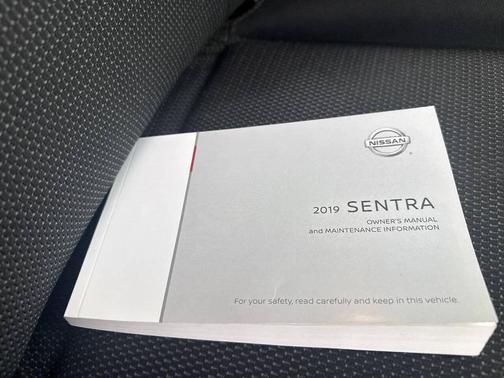 NISSAN
2019 SENTRA
OWNER'S MANUAL
and MAINTENANCE INFORMATION
For your safety, read carefully and keep in this vehicle.